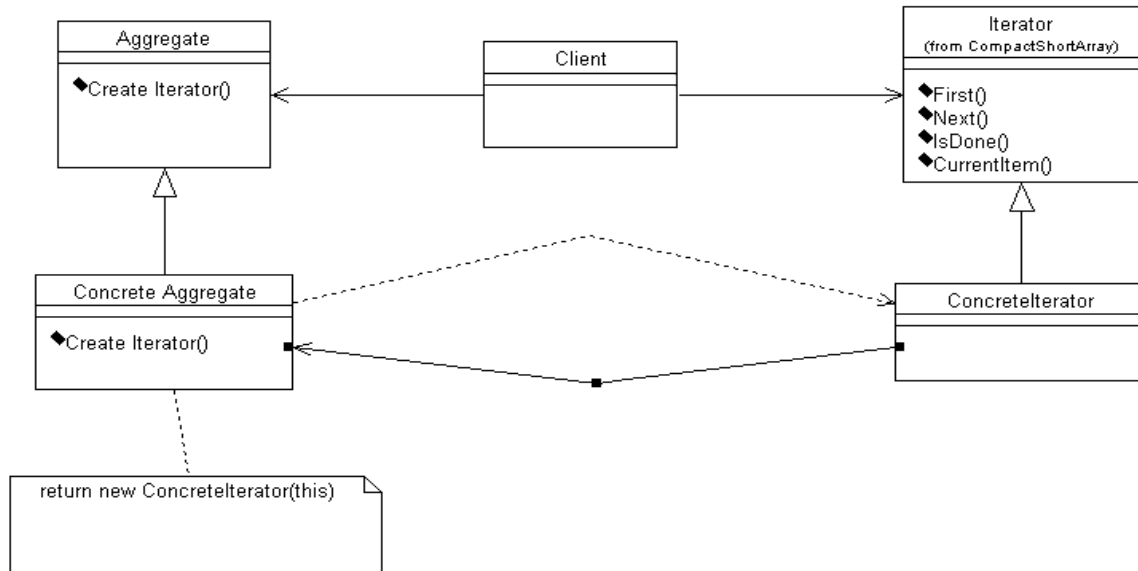 Aggregate
Create Iterator()
Client
Iterator
(from CompactShortArray)
First()
Next()
IsDone()
CurrentItem()
Concrete Aggregate
Create Iterator()
ConcreteIterator
return new ConcreteIterator(this)